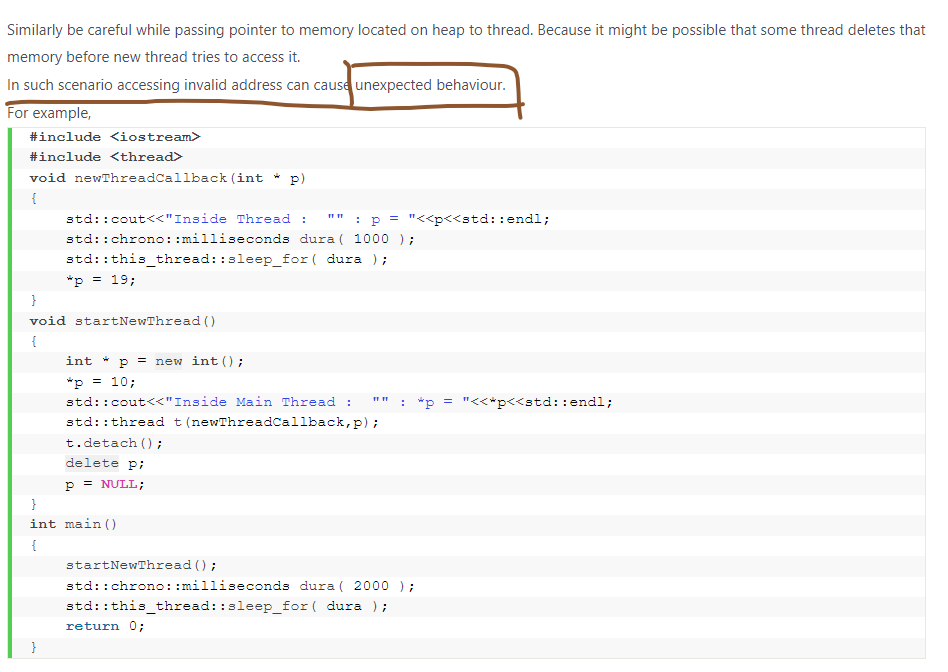 Similarly be careful while passing pointer to memory located on heap to thread. Because it might be possible that some thread deletes that
memory before new thread tries to access it.
In such scenario accessing invalid address can cause unexpected behaviour.
For example,
#include <iostream>
#include <thread>
void newThreadCallback(int * p)
{
    std::cout<<"Inside Thread :  "" : p = "<<p<<std::endl;
    std::chrono::milliseconds dura( 1000 );
    std::this_thread::sleep_for( dura );
    *p = 19;
}
void startNewThread()
{
    int * p = new int();
    *p = 10;
    std::cout<<"Inside Main Thread :  "" : *p = "<<*p<<std::endl;
    std::thread t(newThreadCallback,p);
    t.detach();
    delete p;
    p = NULL;
}
int main()
{
    startNewThread();
    std::chrono::milliseconds dura( 2000 );
    std::this_thread::sleep_for( dura );
    return 0;
}